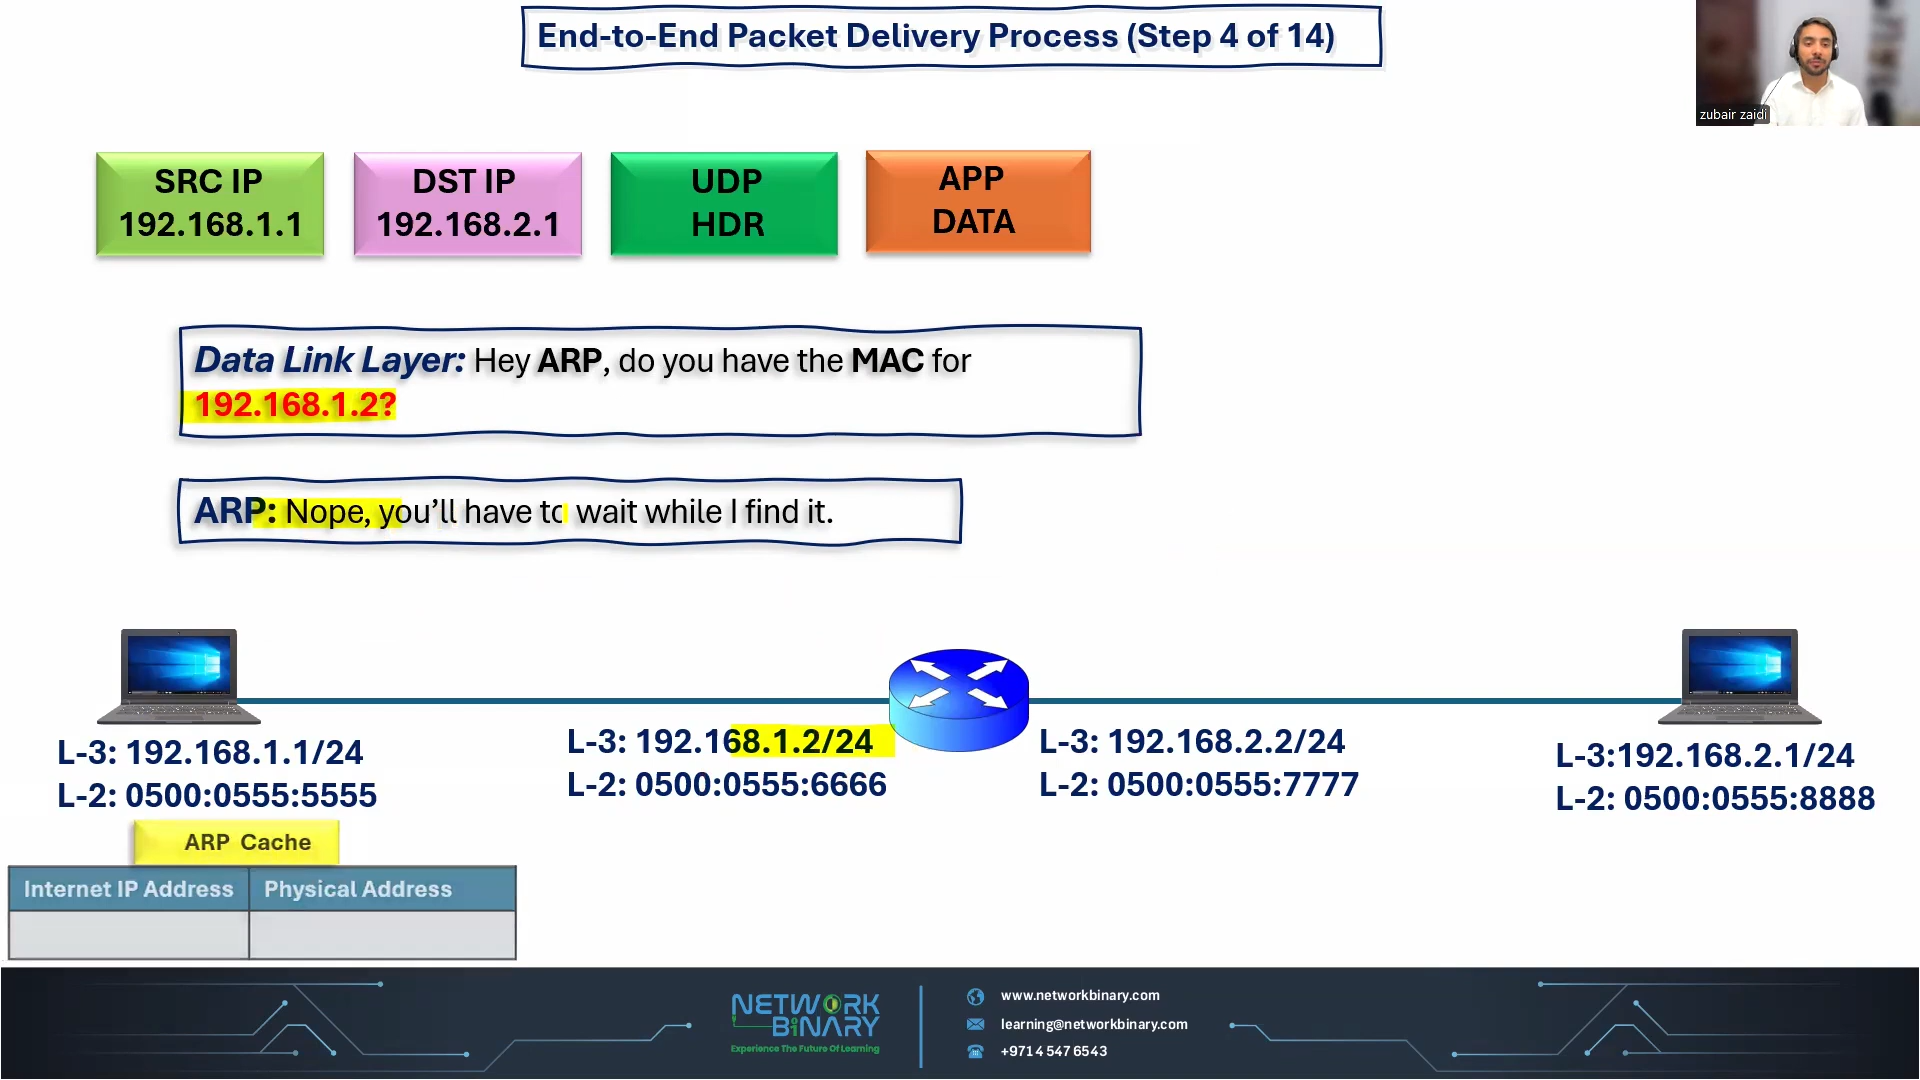 End-to-End Packet Delivery Process (Step 4 of 14)
zubair zaidi
SRC IP
192.168.1.1
DST IP
192.168.2.1
UDP
HDR
APP
DATA
Data Link Layer: Hey ARP, do you have the MAC for
192.168.1.2?
ARP: Nope, you’ll have to wait while I find it.
L-3: 192.168.1.1/24
L-2: 0500:0555:5555
L-3: 192.168.1.2/24
L-2: 0500:0555:6666
L-3: 192.168.2.2/24
L-2: 0500:0555:7777
L-3:192.168.2.1/24
L-2: 0500:0555:8888
ARP Cache
Internet IP Address
Physical Address
NETWORK
BiNARY
Experience The Future Of Learning
www.networkbinary.com
learning@networkbinary.com
+971 4 547 6543